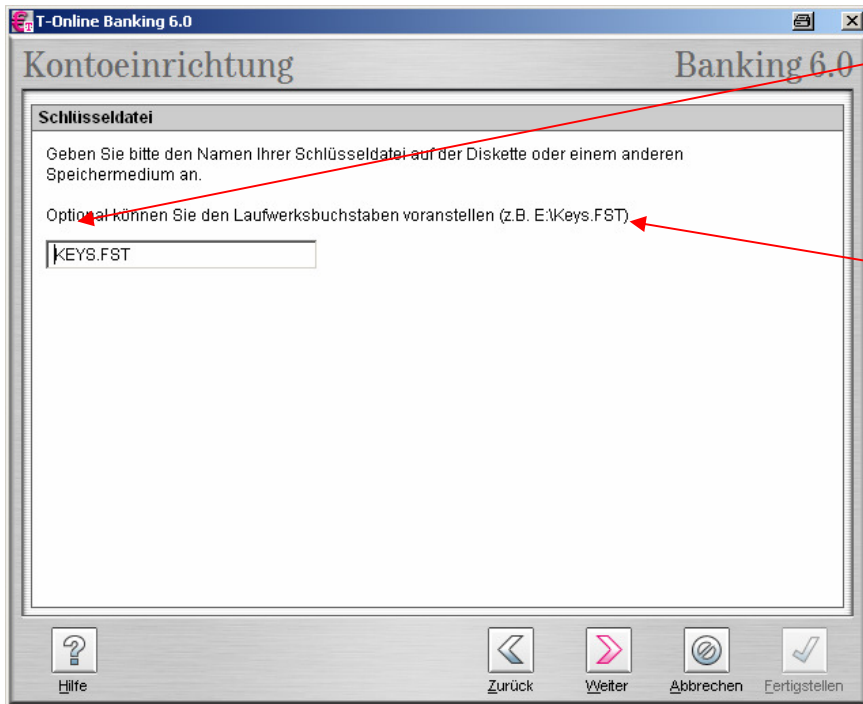 T-Online Banking 6.0
Kontoeinrichtung Banking 6.0
Schlüsseldatei
Geben Sie bitte den Namen Ihrer Schlüsseldatei auf der Diskette oder einem anderen
Speichermedium an.
Optional können Sie den Laufwerksbuchstaben voranstellen (z.B. E:\Keys.FST)
KEYS.FST
Hilfe Zurück Weiter Abbrechen Fertigstellen